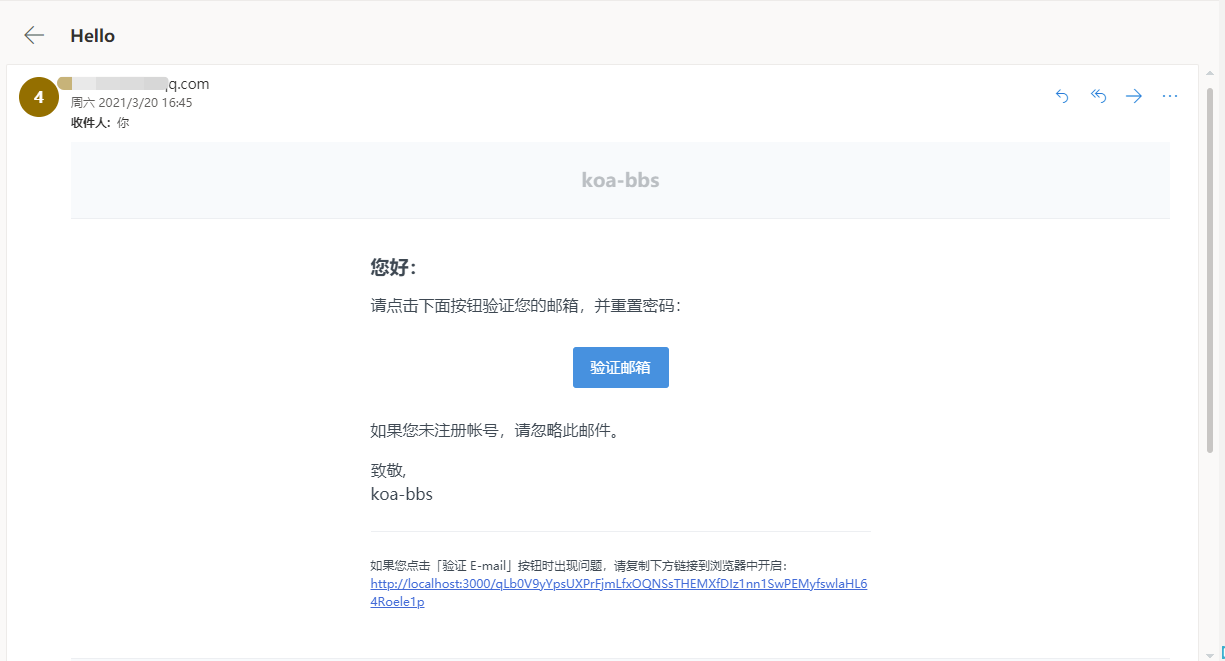 Hello
4
q.com
周六 2021/3/20 16:45
收件人：你
koa-bbs
您好：
请点击下面按钮验证您的邮箱，并重置密码：
验证邮箱
如果您未注册帐号，请忽略此邮件。
致敬,
koa-bbs
如果您点击「验证 E-mail」按钮时出现问题，请复制下方链接到浏览器中开启：
http://localhost:3000/qLb0V9yYpsUXPrFjmLfxOQNSsTHEMXfDIz1nn1SwPEMyfswlaHL6
4Roele1p